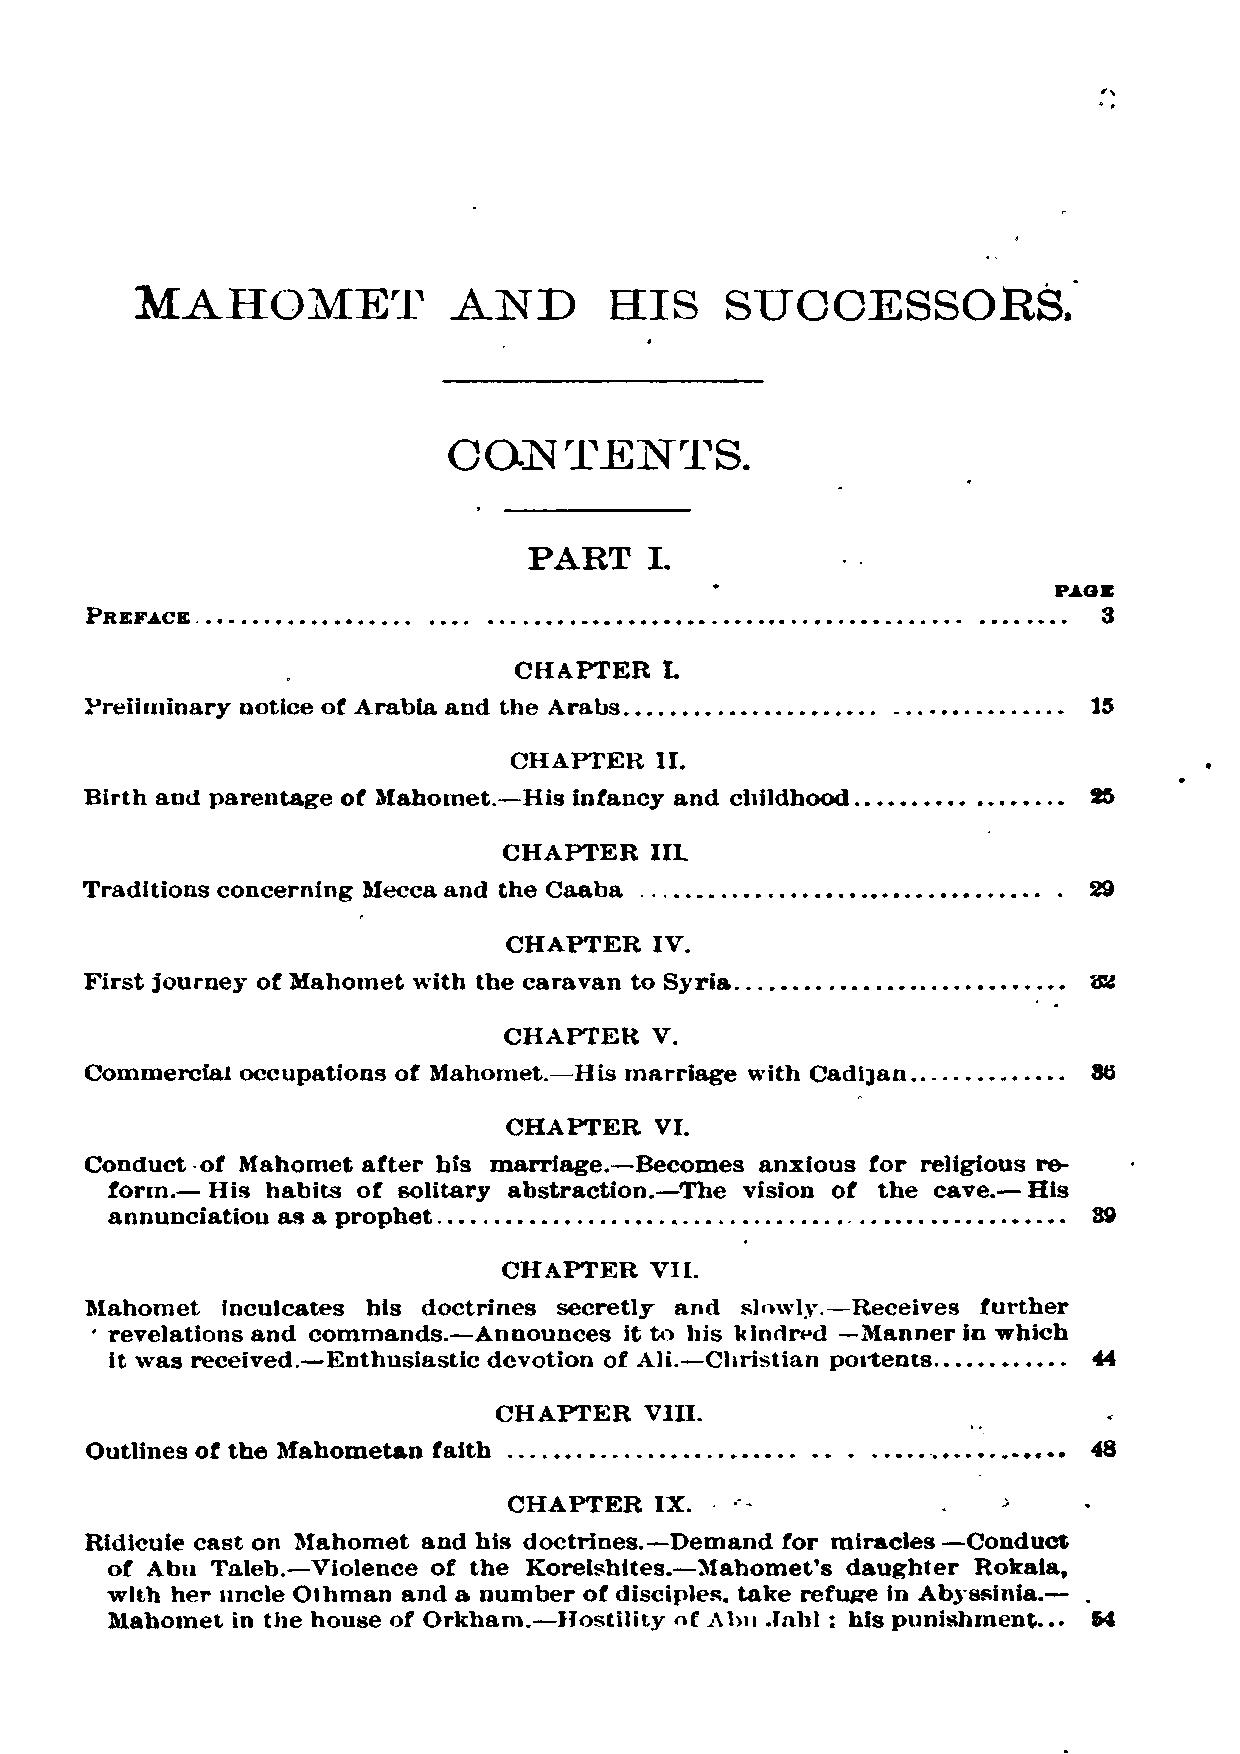 MAHOMET AND HIS SUCCESSORS.
CONTENTS.
PART I.
PAGE
PREFACE.......................................................... 3
CHAPTER I.
Preliminary notice of Arabia and the Arabs..................................... 15
CHAPTER II.
Birth and parentage of Mahomet.—His infancy and childhood.................. 25
CHAPTER III.
Traditions concerning Mecca and the Caaba .................................... 29
CHAPTER IV.
First journey of Mahomet with the caravan to Syria............................. 32
CHAPTER V.
Commercial occupations of Mahomet.—His marriage with Cadijah.............. 36
CHAPTER VI.
Conduct of Mahomet after his marriage.—Becomes anxious for religious re-
form.—His habits of solitary abstraction.—The vision of the cave.—His
annunciation as a prophet...................................................... 39
CHAPTER VII.
Mahomet inculcates his doctrines secretly and slowly.—Receives further
revelations and commands.—Announces it to his kindred —Manner in which
it was received.—Enthusiastic devotion of Ali.—Christian portents............ 44
CHAPTER VIII.
Outlines of the Mahometan faith ............................................. 48
CHAPTER IX.
Ridicule cast on Mahomet and his doctrines.—Demand for miracles —Conduct
of Abu Taleb.—Violence of the Koreishites.—Mahomet's daughter Rokaia,
with her uncle Othman and a number of disciples, take refuge in Abyssinia.—
Mahomet in the house of Orkham.—Hostility of Abu Jahl : his punishment... 54